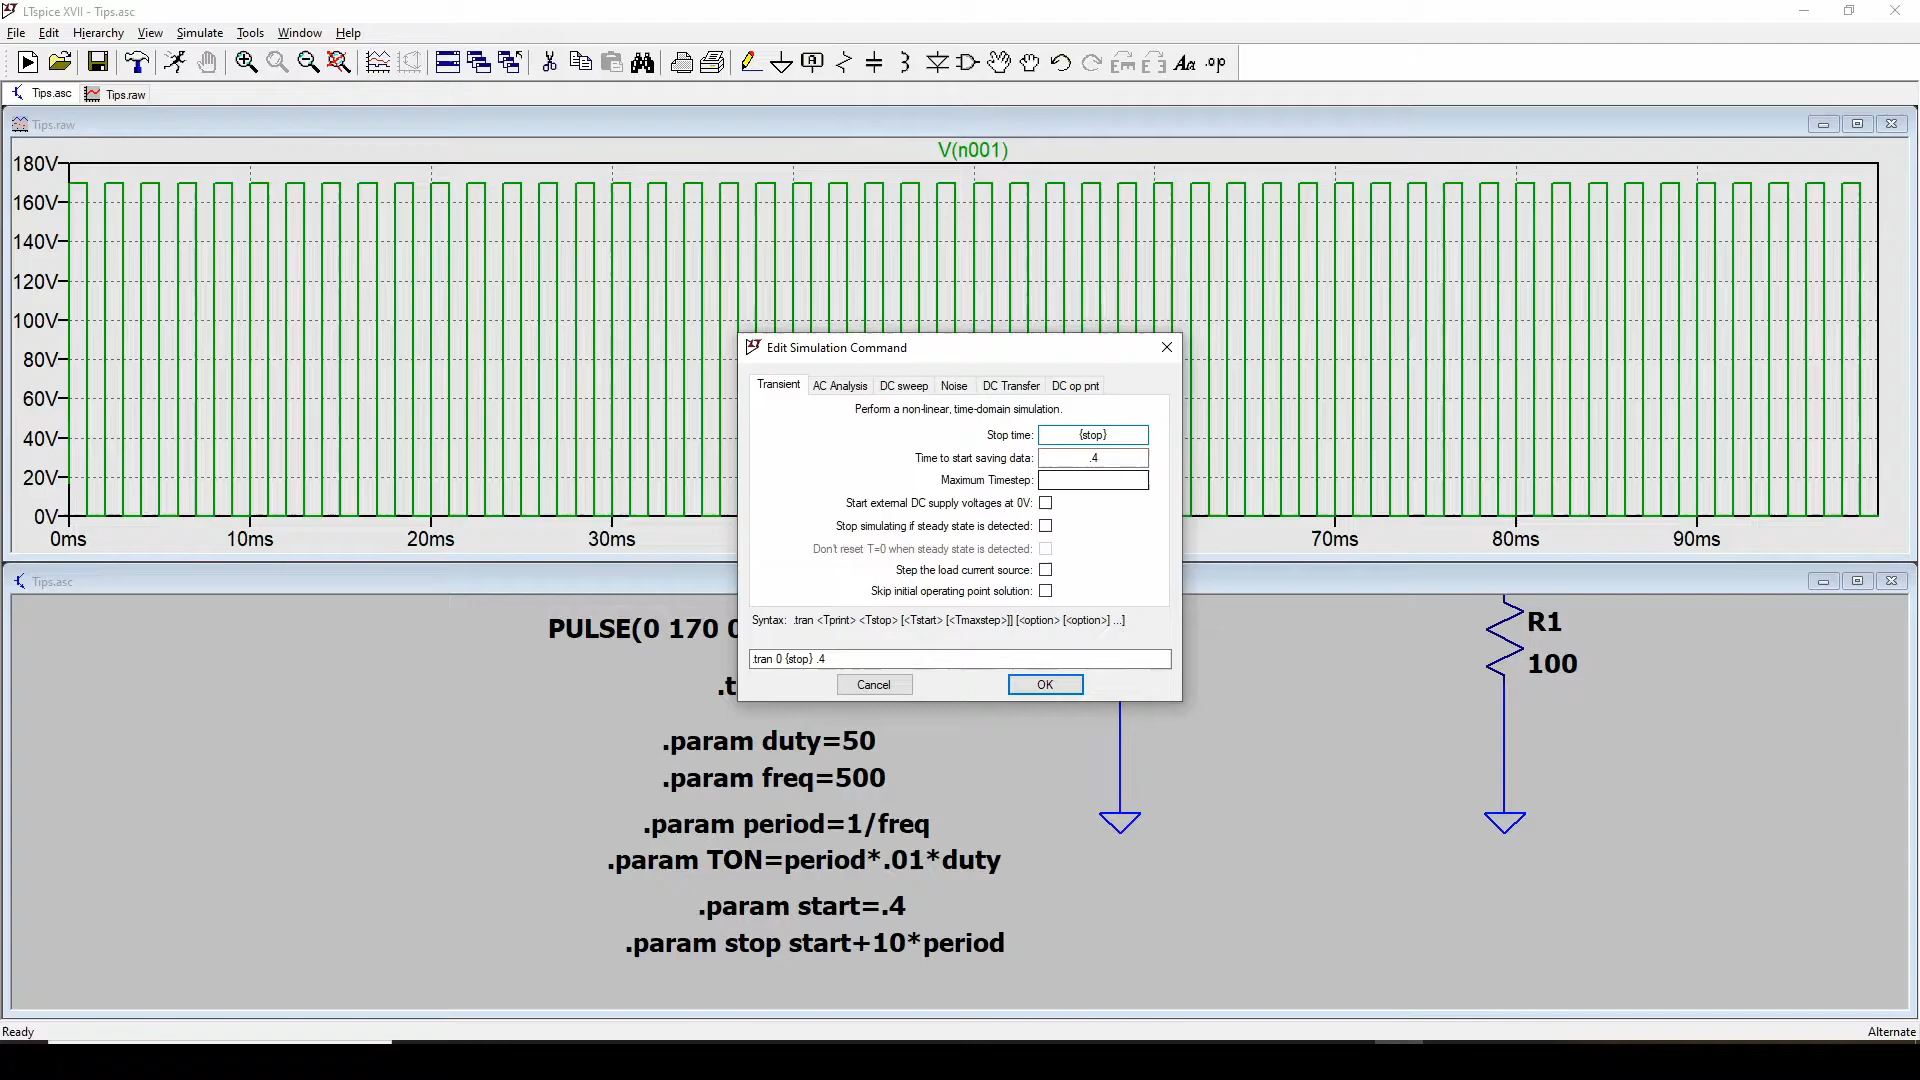 LTspice XVII - Tips.asc
File Edit Hierarchy View Simulate Tools Window Help
Aa .op
Tips.asc Tips.raw
Tips.raw
V(n001)
180V
160V
140V
120V
100V
80V
60V
40V
20V
0V
0ms 10ms 20ms 30ms 70ms 80ms 90ms
Edit Simulation Command
Transient AC Analysis DC sweep Noise DC Transfer DC op pnt
Perform a non-linear, time-domain simulation.
Stop time: {stop}
Time to start saving data: .4
Maximum Timestep:
Start external DC supply voltages at 0V:
Stop simulating if steady state is detected:
Don't reset T=0 when steady state is detected:
Step the load current source:
Skip initial operating point solution:
Syntax: .tran <Tprint> <Tstop> [<Tstart> [<Tmaxstep>]] [<option> [<option>] ...]
.tran 0 {stop} .4
Cancel OK
Tips.asc
PULSE(0 170 0
.t
.param duty=50
.param freq=500
.param period=1/freq
.param TON=period*.01*duty
.param start=.4
.param stop start+10*period
R1
100
Ready Alternate